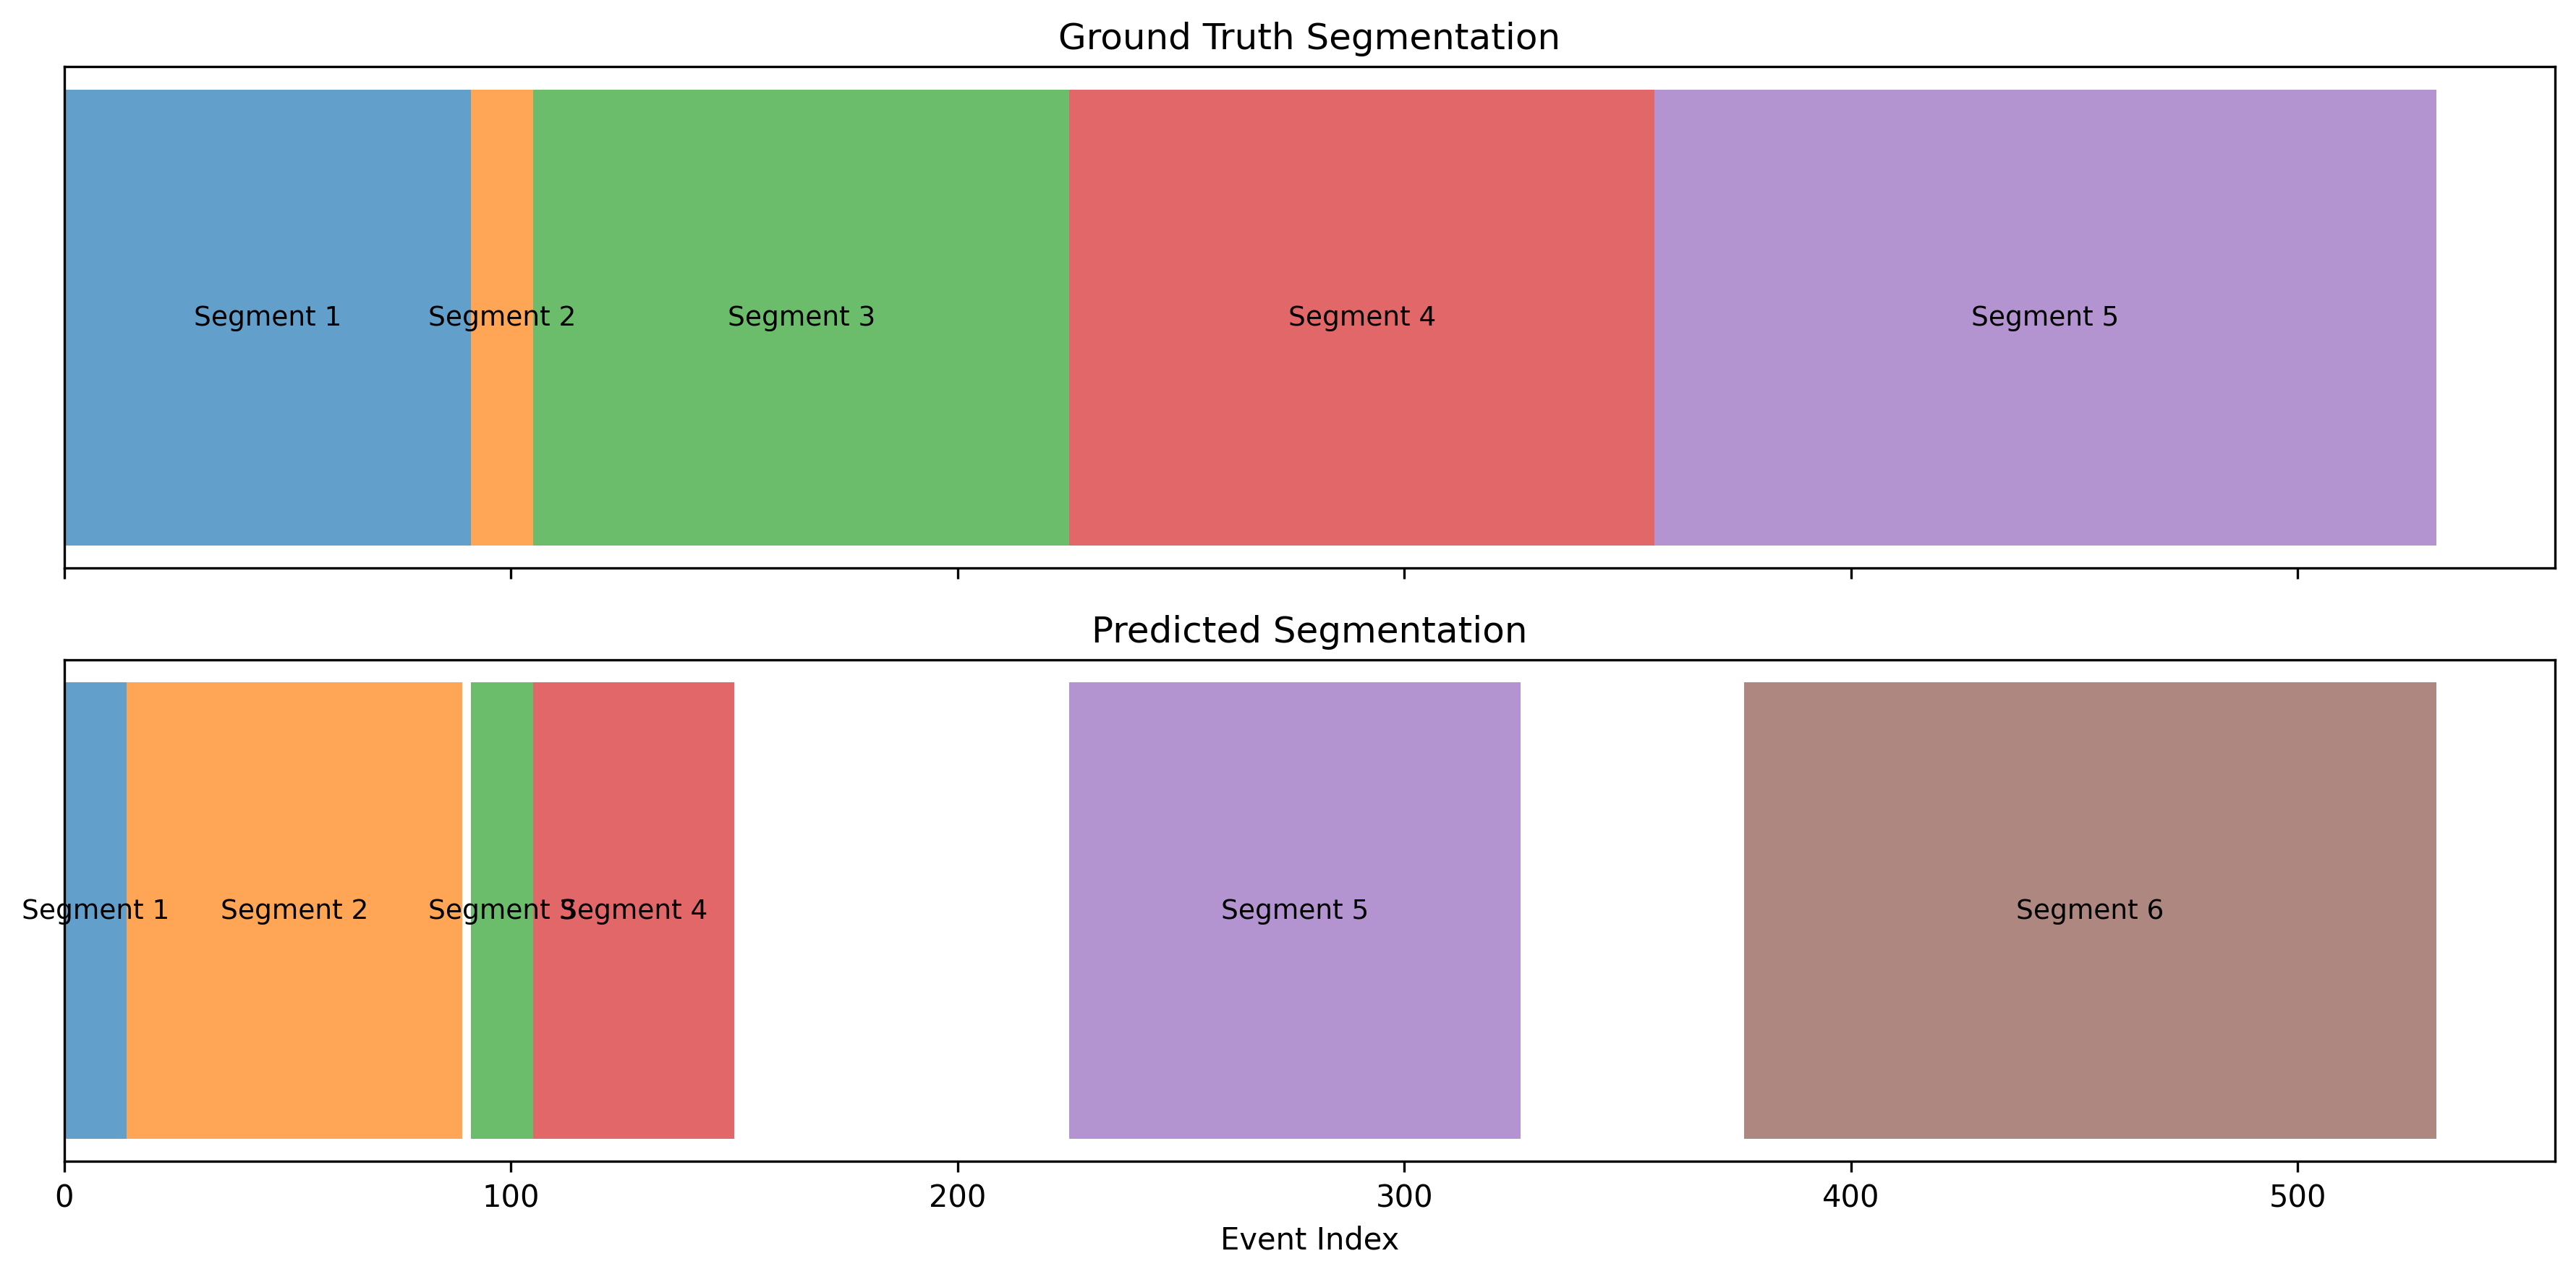 Ground Truth Segmentation
Segment 1 Segment 2 Segment 3 Segment 4 Segment 5
Predicted Segmentation
Segment 1 Segment 2 Segment 3 Segment 4 Segment 5 Segment 6
0 100 200 300 400 500
Event Index